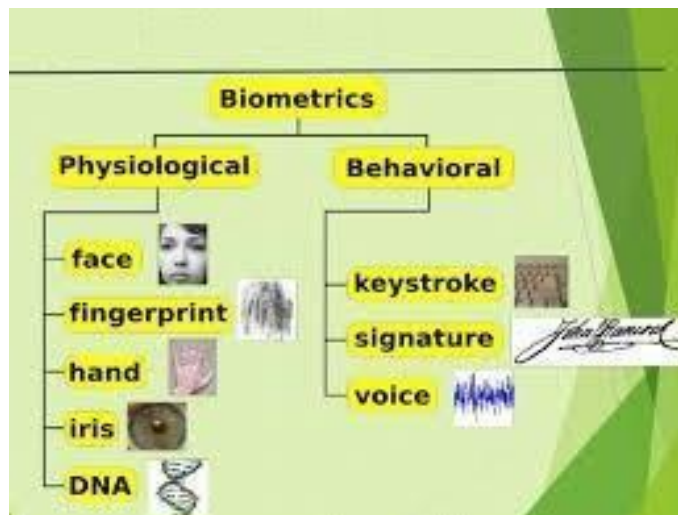 Biometrics
Physiological
Behavioral
face
fingerprint
hand
iris
DNA
keystroke
signature
voice